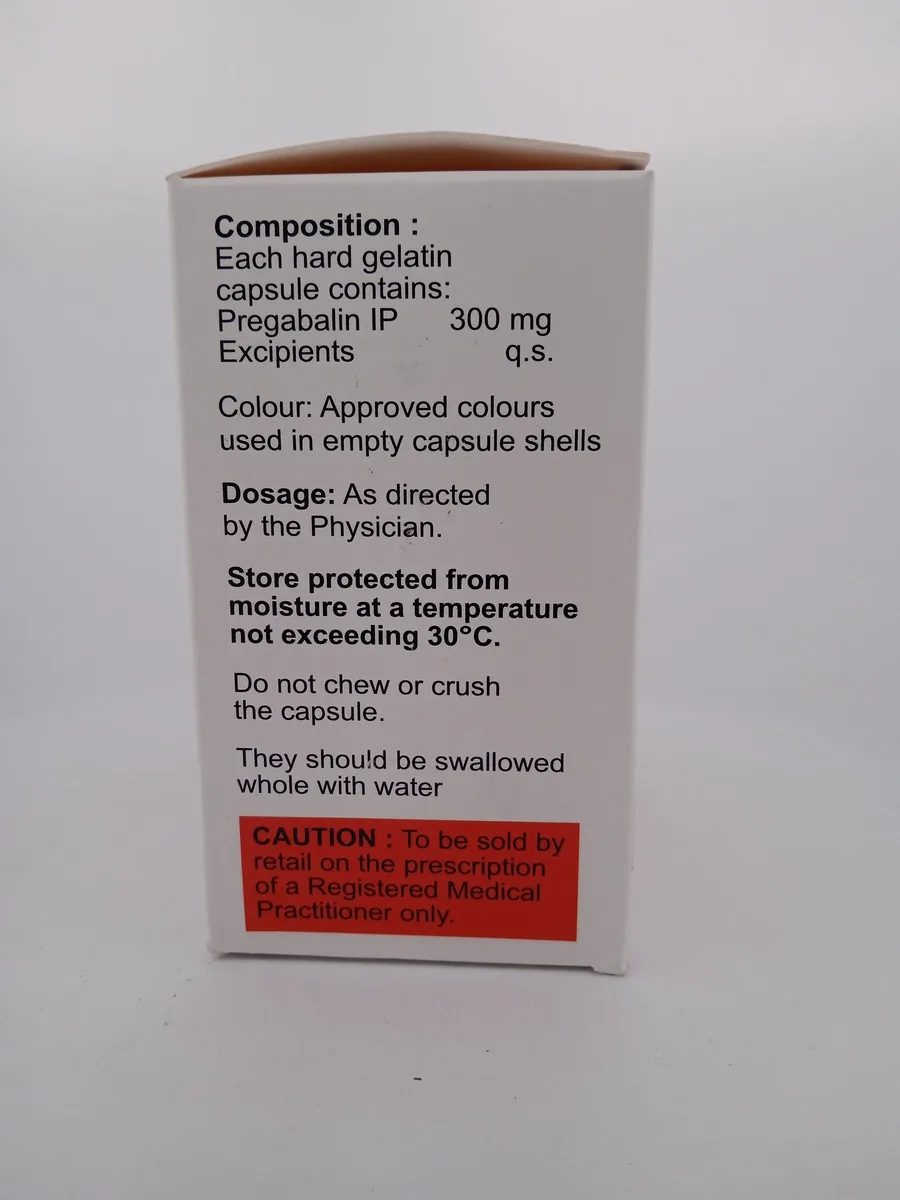 Composition :
Each hard gelatin
capsule contains:
Pregabalin IP 300 mg
Excipients q.s.
Colour: Approved colours
used in empty capsule shells
Dosage: As directed
by the Physician.
Store protected from
moisture at a temperature
not exceeding 30°C.
Do not chew or crush
the capsule.
They should be swallowed
whole with water
CAUTION : To be sold by
retail on the prescription
of a Registered Medical
Practitioner only.